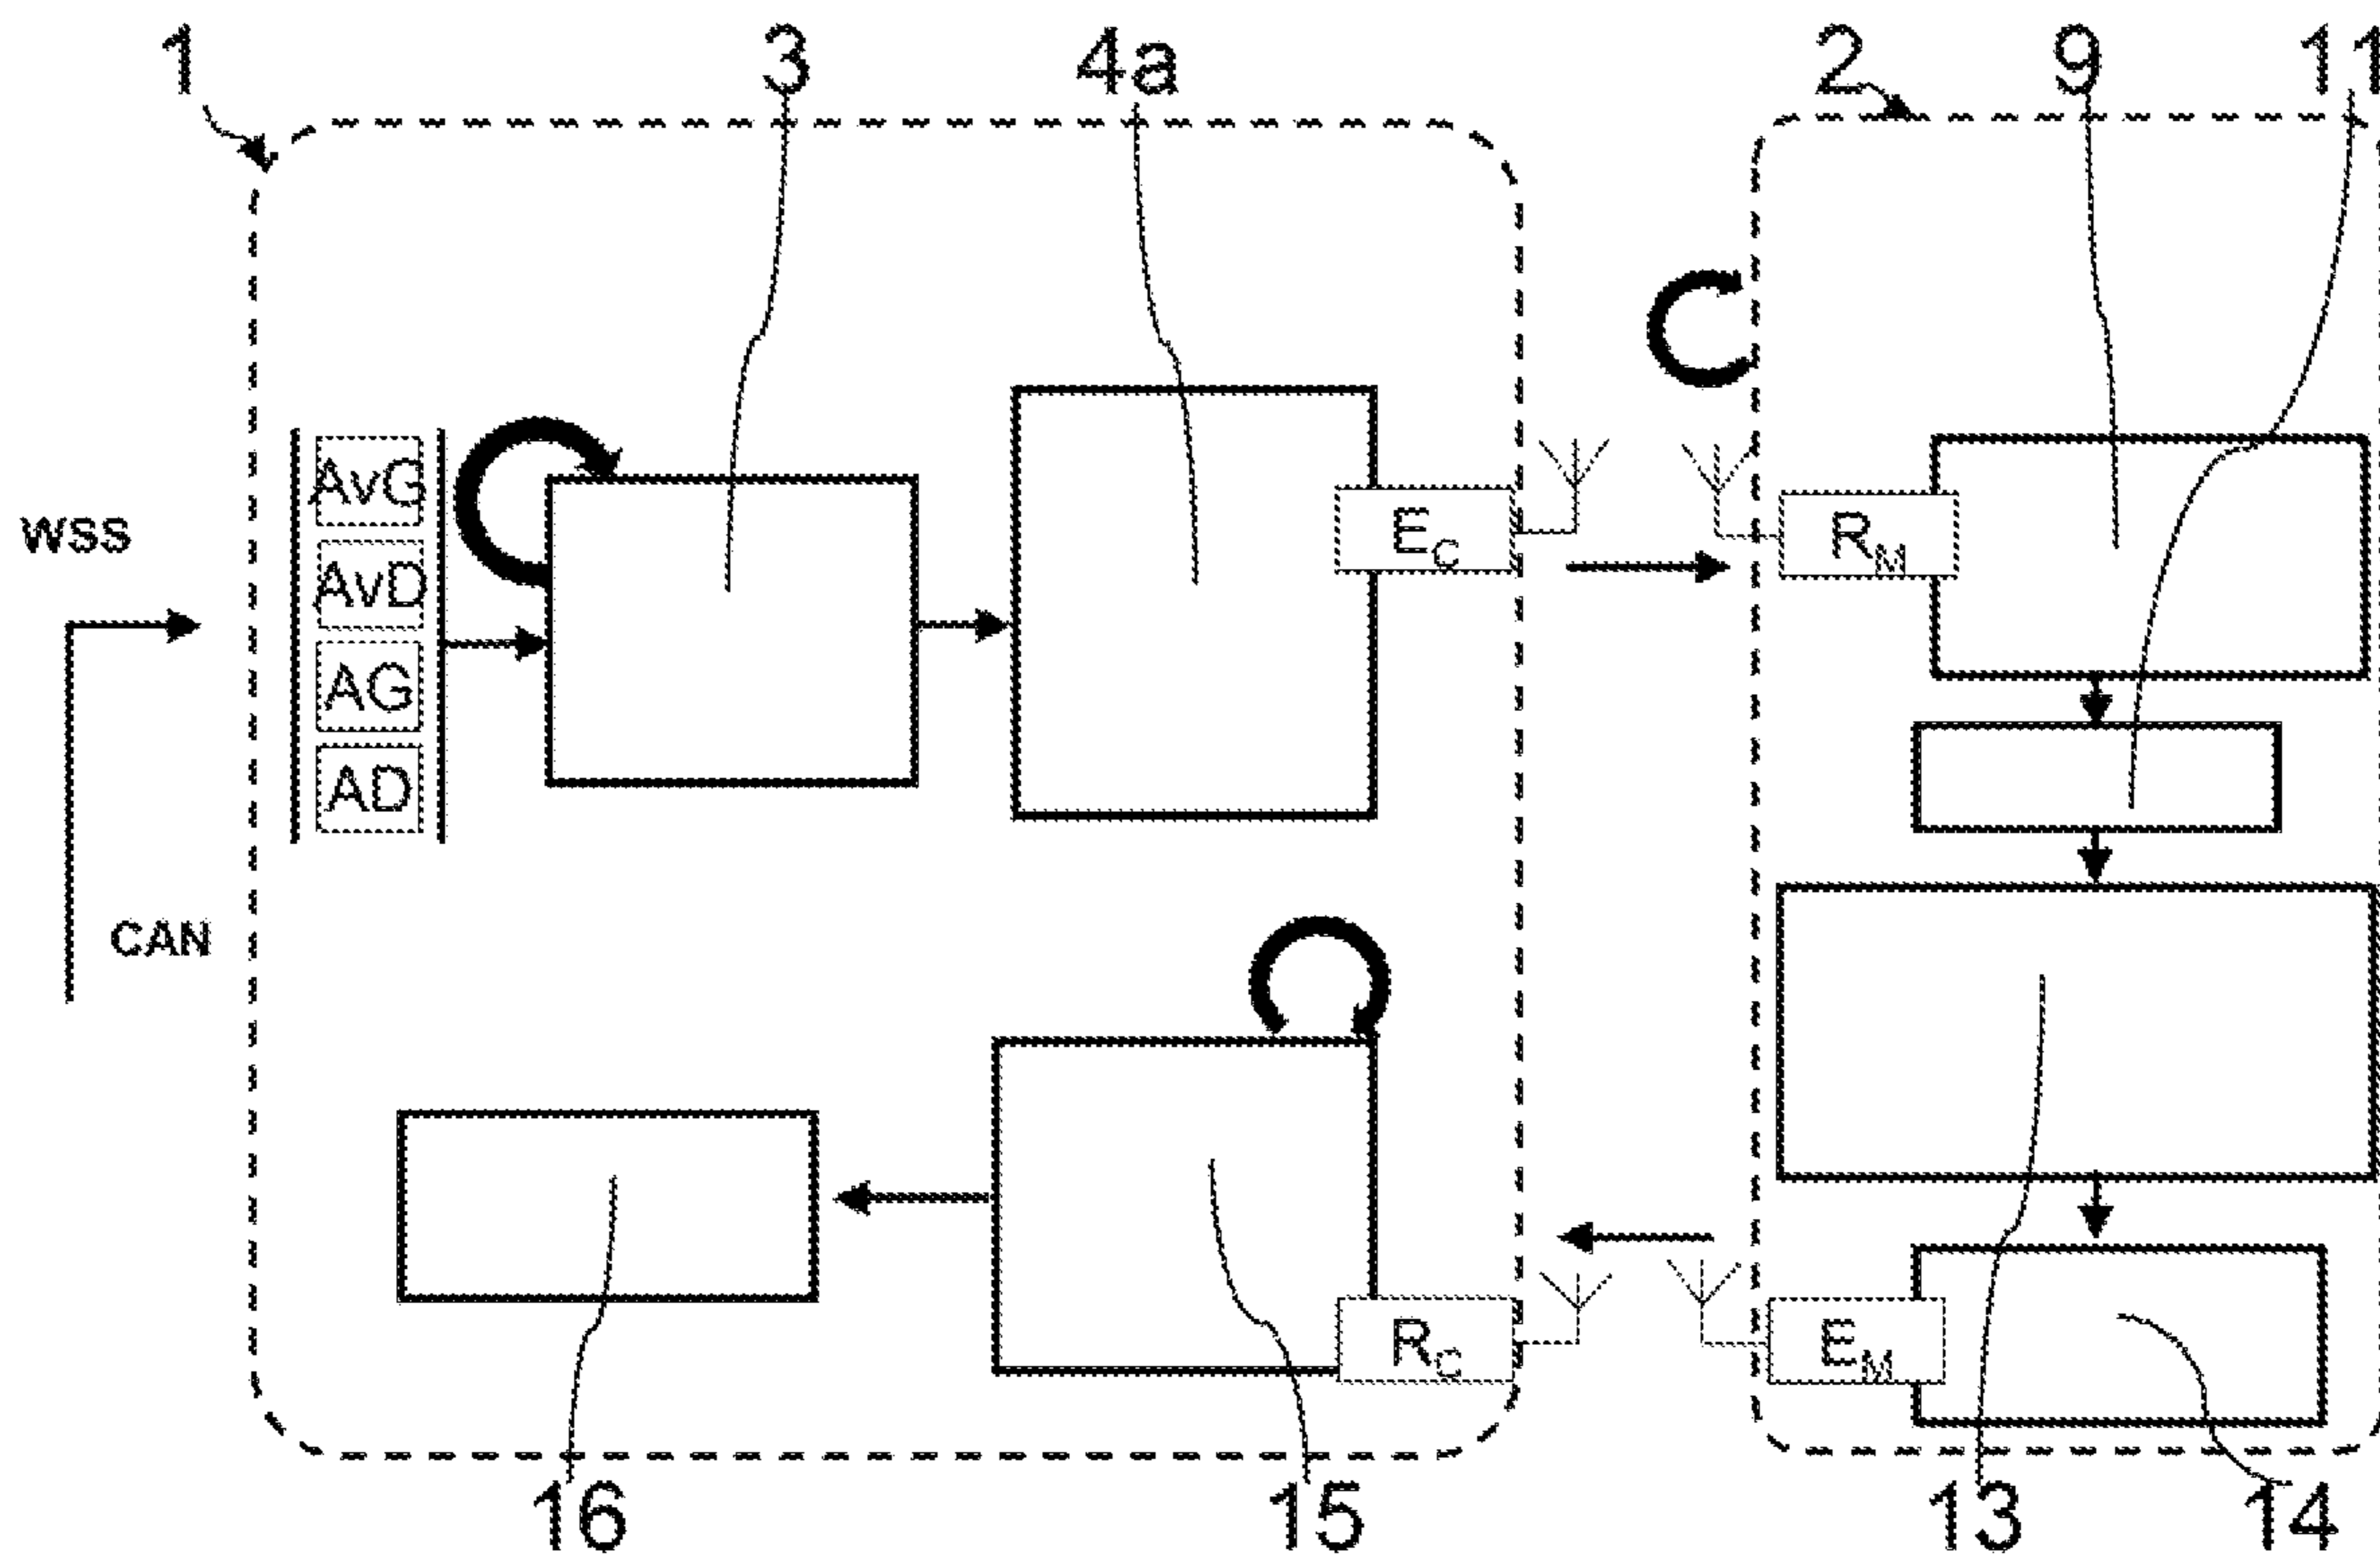 1 3 4a 2 9 11
AvG
WSS
AvD
E_C
R_M
AG
AD
CAN
R_C
E_M
16 15 13 14